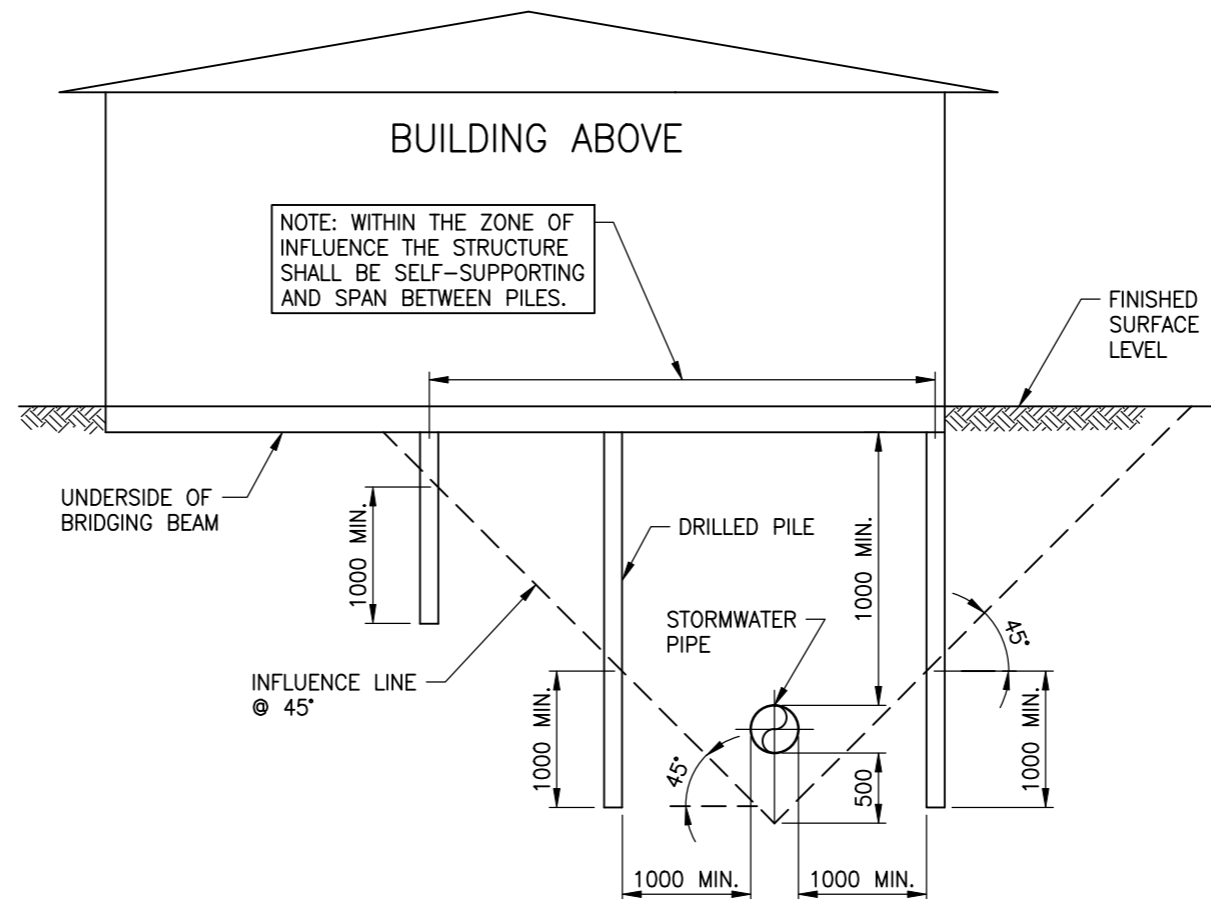 BUILDING ABOVE
NOTE: WITHIN THE ZONE OF
INFLUENCE THE STRUCTURE
SHALL BE SELF-SUPPORTING
AND SPAN BETWEEN PILES.
FINISHED
SURFACE
LEVEL
UNDERSIDE OF
BRIDGING BEAM
1000 MIN.
DRILLED PILE
1000 MIN.
STORMWATER
PIPE
45°
INFLUENCE LINE
@ 45°
1000 MIN.
45°
500
1000 MIN.
1000 MIN.
1000 MIN.